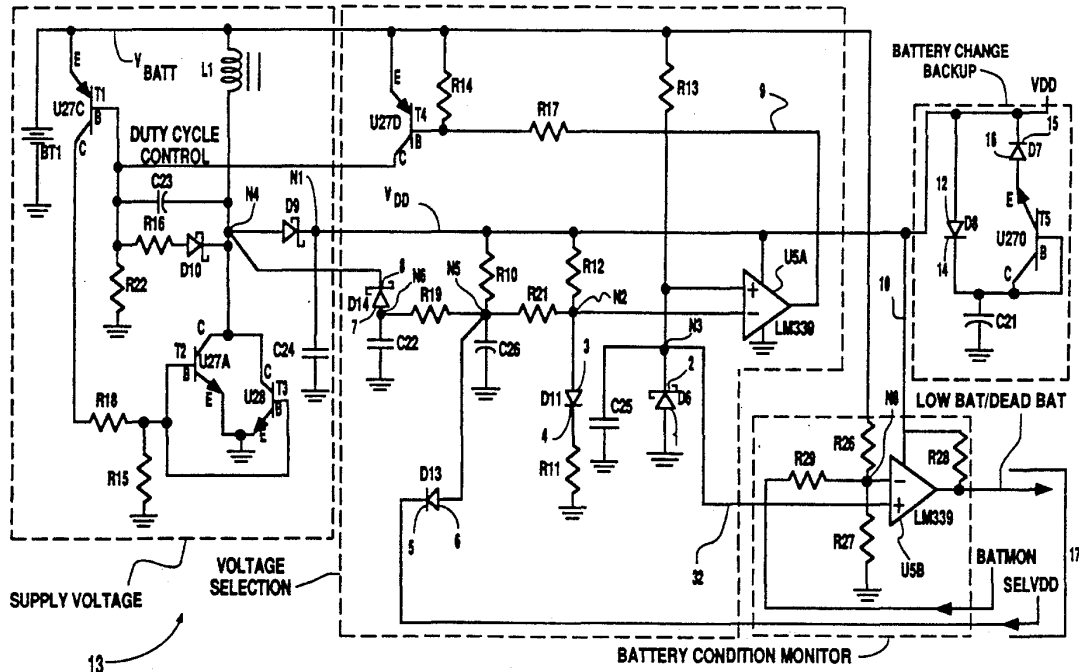 V BATT
L1
E
T1
U27C
B
C
BT1
DUTY CYCLE
CONTROL
C23
R16
D10
R22
N4
D9
N1
C
T2
B
U27A
E
C
U28
T3
B
E
C24
R18
R15
SUPPLY VOLTAGE
13
E
T4
U27D
B
C
R14
R17
R13
9
V DD
8
N6
D14
7
R19
C22
N5
R10
C26
R21
R12
N2
3
D11
4
R11
U5A
+
-
LM339
N3
2
D6
C25
D13
5
6
VOLTAGE
SELECTION
32
BATTERY CHANGE
BACKUP
VDD
15
16
D7
12
D8
14
E
T5
U270
B
C
C21
10
LOW BAT/DEAD BAT
R26
N8
R29
R28
-
+
LM339
R27
U5B
BATMON
SELVDD
17
BATTERY CONDITION MONITOR